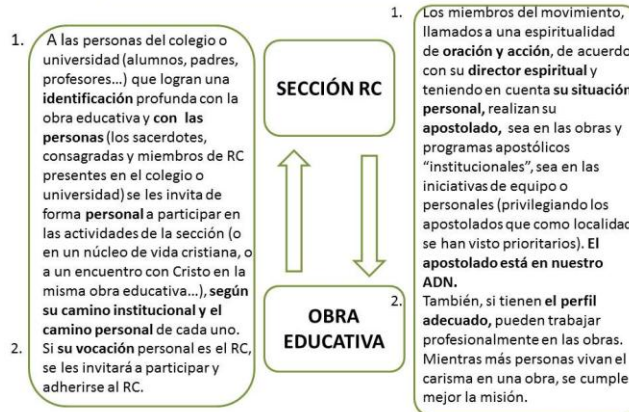 1. A las personas del colegio o
universidad (alumnos, padres,
profesores...) que logran una
identificación profunda con la
obra educativa y con las
personas (los sacerdotes,
consagradas y miembros de RC
presentes en el colegio o
universidad) se les invita de
forma personal a participar en
las actividades de la sección (o
en un núcleo de vida cristiana, o
a un encuentro con Cristo en la
misma obra educativa...), según
su camino institucional y el
camino personal de cada uno.
2. Si su vocación personal es el RC,
se les invitará a participar y
adherirse al RC.
SECCIÓN RC
OBRA
EDUCATIVA
1. Los miembros del movimiento,
llamados a una espiritualidad
de oración y acción, de acuerdo
con su director espiritual y
teniendo en cuenta su situación
personal, realizan su
apostolado, sea en las obras y
programas apostólicos
“institucionales”, sea en las
iniciativas de equipo o
personales (privilegiando los
apostolados que como localidad
se han visto prioritarios). El
apostolado está en nuestro
ADN.
2. También, si tienen el perfil
adecuado, pueden trabajar
profesionalmente en las obras.
Mientras más personas vivan el
carisma en una obra, se cumple
mejor la misión.